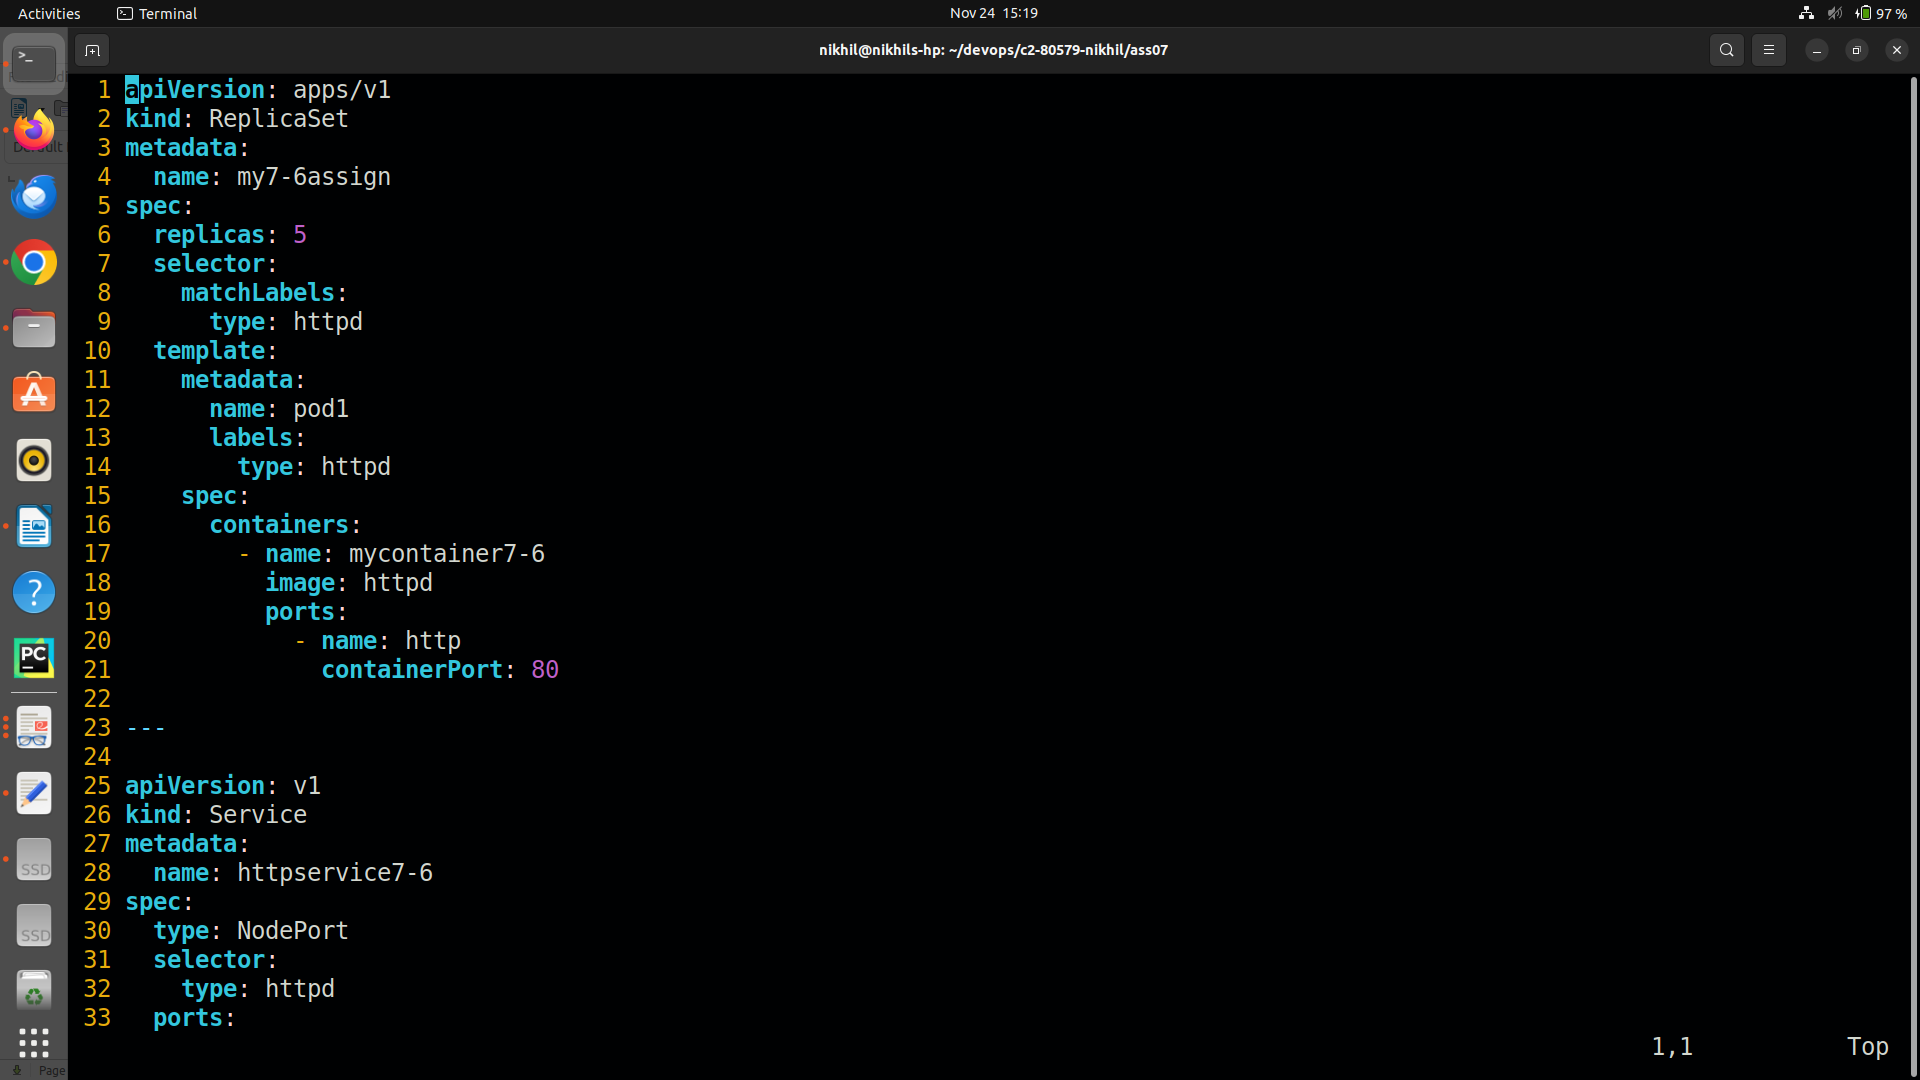 Activities
Terminal
Nov 24 15:19
97 %
nikhil@nikhils-hp: ~/devops/c2-80579-nikhil/ass07
1 apiVersion: apps/v1
2 kind: ReplicaSet
3 metadata:
4   name: my7-6assign
5 spec:
6   replicas: 5
7   selector:
8     matchLabels:
9       type: httpd
10   template:
11     metadata:
12       name: pod1
13       labels:
14         type: httpd
15     spec:
16       containers:
17         - name: mycontainer7-6
18           image: httpd
19           ports:
20             - name: http
21               containerPort: 80
22
23 ---
24
25 apiVersion: v1
26 kind: Service
27 metadata:
28   name: httpservice7-6
29 spec:
30   type: NodePort
31   selector:
32     type: httpd
33   ports:
1,1 Top
PC
SSD
SSD
Page